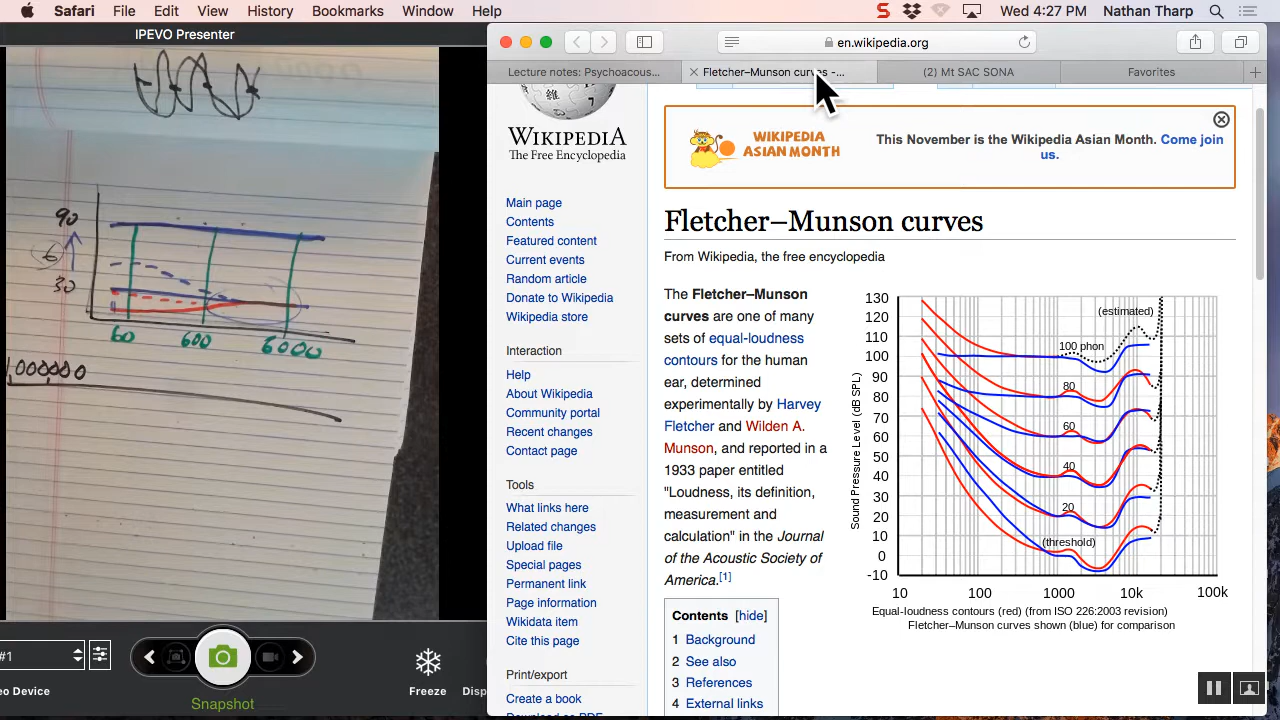 Safari File Edit View History Bookmarks Window Help
Wed 4:27 PM Nathan Tharp
IPEVO Presenter
en.wikipedia.org
Lecture notes: Psychoacous...
Fletcher–Munson curves -...
(2) Mt SAC SONA
Favorites
90
6
30
60 600 6000
1000000
#1
eo Device
Snapshot
Freeze
Disp
WIKIPEDIA
The Free Encyclopedia
Main page
Contents
Featured content
Current events
Random article
Donate to Wikipedia
Wikipedia store
Interaction
Help
About Wikipedia
Community portal
Recent changes
Contact page
Tools
What links here
Related changes
Upload file
Special pages
Permanent link
Page information
Wikidata item
Cite this page
Print/export
Create a book
WIKIPEDIA
ASIAN MONTH
This November is the Wikipedia Asian Month. Come join
us.
Fletcher–Munson curves
From Wikipedia, the free encyclopedia
The Fletcher–Munson
curves are one of many
sets of equal-loudness
contours for the human
ear, determined
experimentally by Harvey
Fletcher and Wilden A.
Munson, and reported in a
1933 paper entitled
"Loudness, its definition,
measurement and
calculation" in the Journal
of the Acoustic Society of
America.[1]
Contents [hide]
1 Background
2 See also
3 References
4 External links
Sound Pressure Level (dB SPL)
130
120
110
100
90
80
70
60
50
40
30
20
10
0
-10
(estimated)
100 phon
80
60
40
20
(threshold)
10 100 1000 10k 100k
Equal-loudness contours (red) (from ISO 226:2003 revision)
Fletcher–Munson curves shown (blue) for comparison